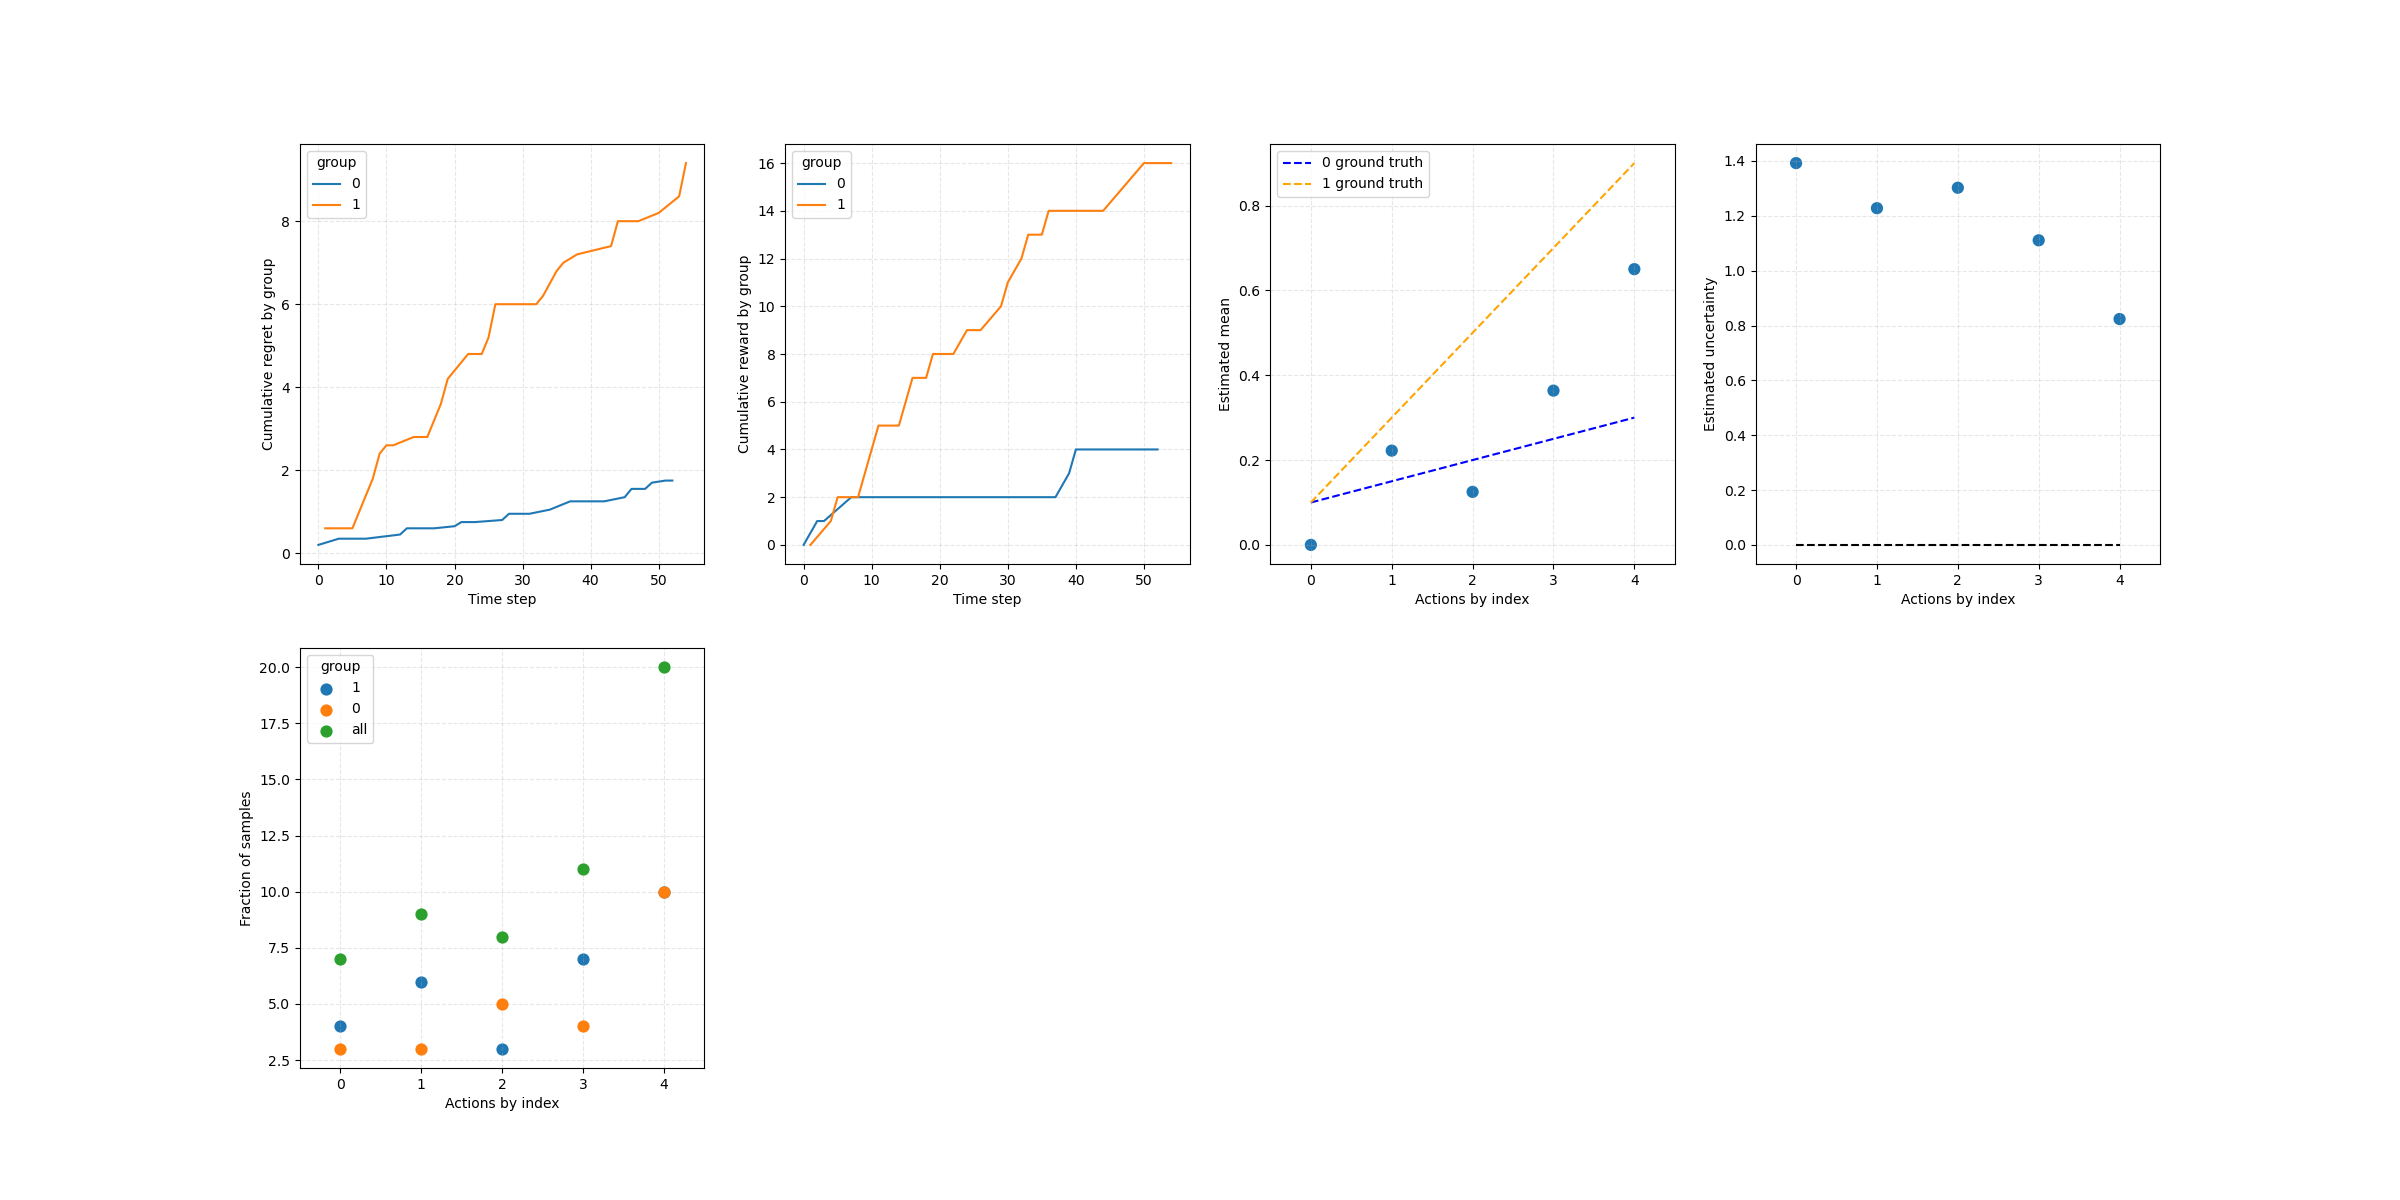 group
0
1
Cumulative regret by group
8
6
4
2
0
0 10 20 30 40 50
Time step
group
0
1
Cumulative reward by group
16
14
12
10
8
6
4
2
0
0 10 20 30 40 50
Time step
0 ground truth
1 ground truth
Estimated mean
0.8
0.6
0.4
0.2
0.0
0 1 2 3 4
Actions by index
Estimated uncertainty
1.4
1.2
1.0
0.8
0.6
0.4
0.2
0.0
0 1 2 3 4
Actions by index
group
1
0
all
Fraction of samples
20.0
17.5
15.0
12.5
10.0
7.5
5.0
2.5
0 1 2 3 4
Actions by index